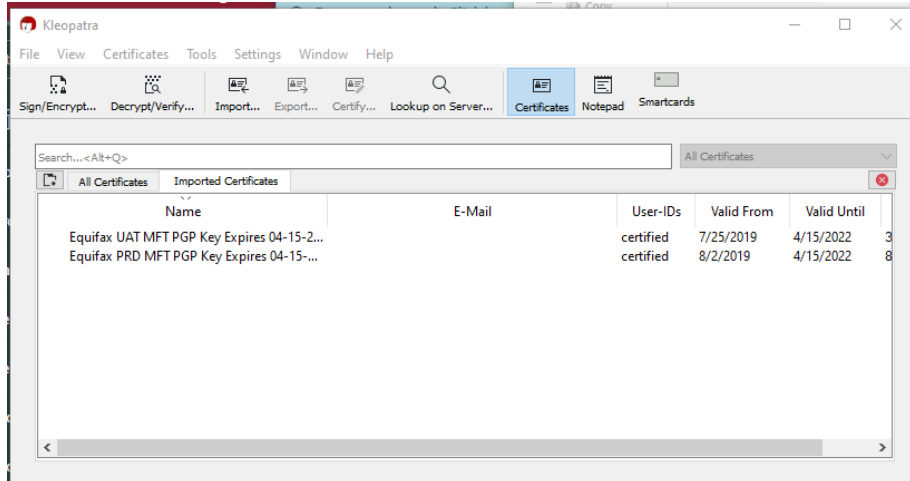 Copy
Kleopatra
File View Certificates Tools Settings Window Help
Sign/Encrypt... Decrypt/Verify... Import... Export... Certify... Lookup on Server... Certificates Notepad Smartcards
Search...<Alt+Q> All Certificates
All Certificates Imported Certificates
Name E-Mail User-IDs Valid From Valid Until
Equifax UAT MFT PGP Key Expires 04-15-2... certified 7/25/2019 4/15/2022 3
Equifax PRD MFT PGP Key Expires 04-15-... certified 8/2/2019 4/15/2022 8